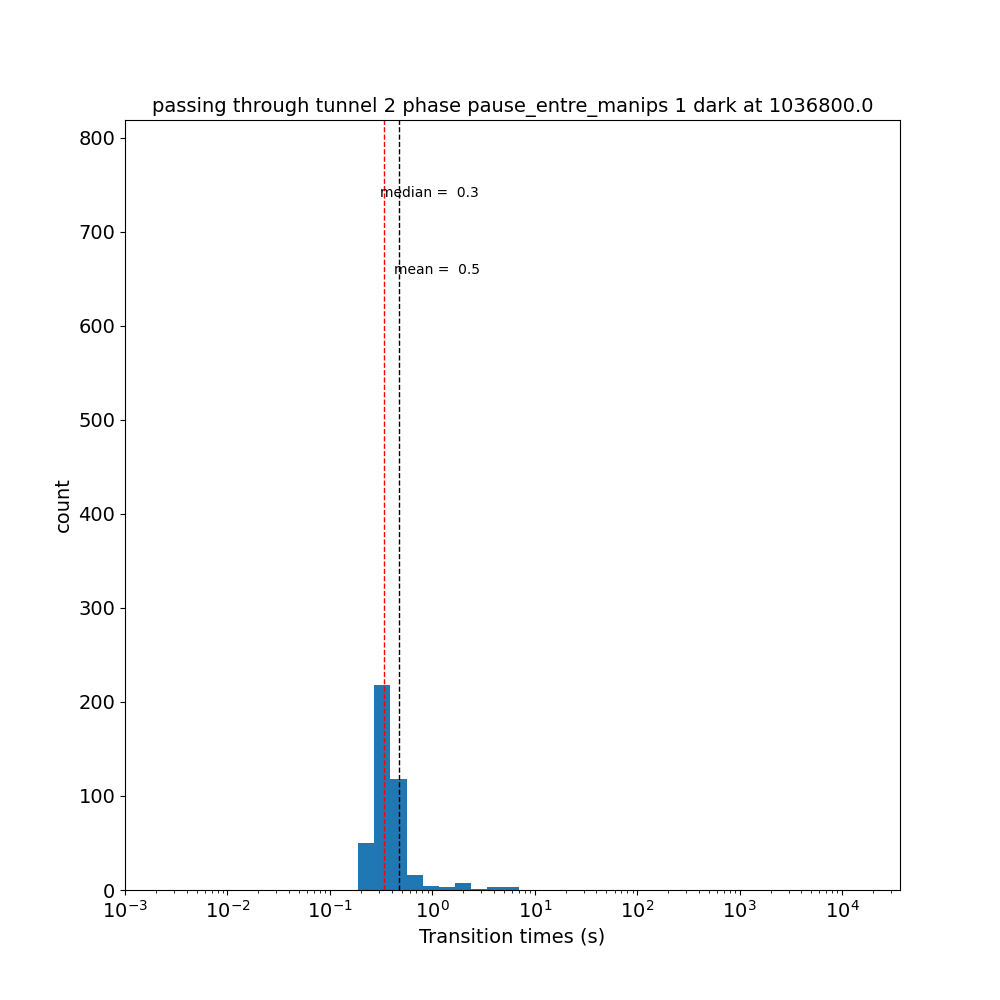 passing through tunnel 2 phase pause_entre_manips 1 dark at 1036800.0
800
median =  0.3
700
mean =  0.5
600
500
count
400
300
200
100
0
10⁻³ 10⁻² 10⁻¹ 10⁰ 10¹ 10² 10³ 10⁴
Transition times (s)